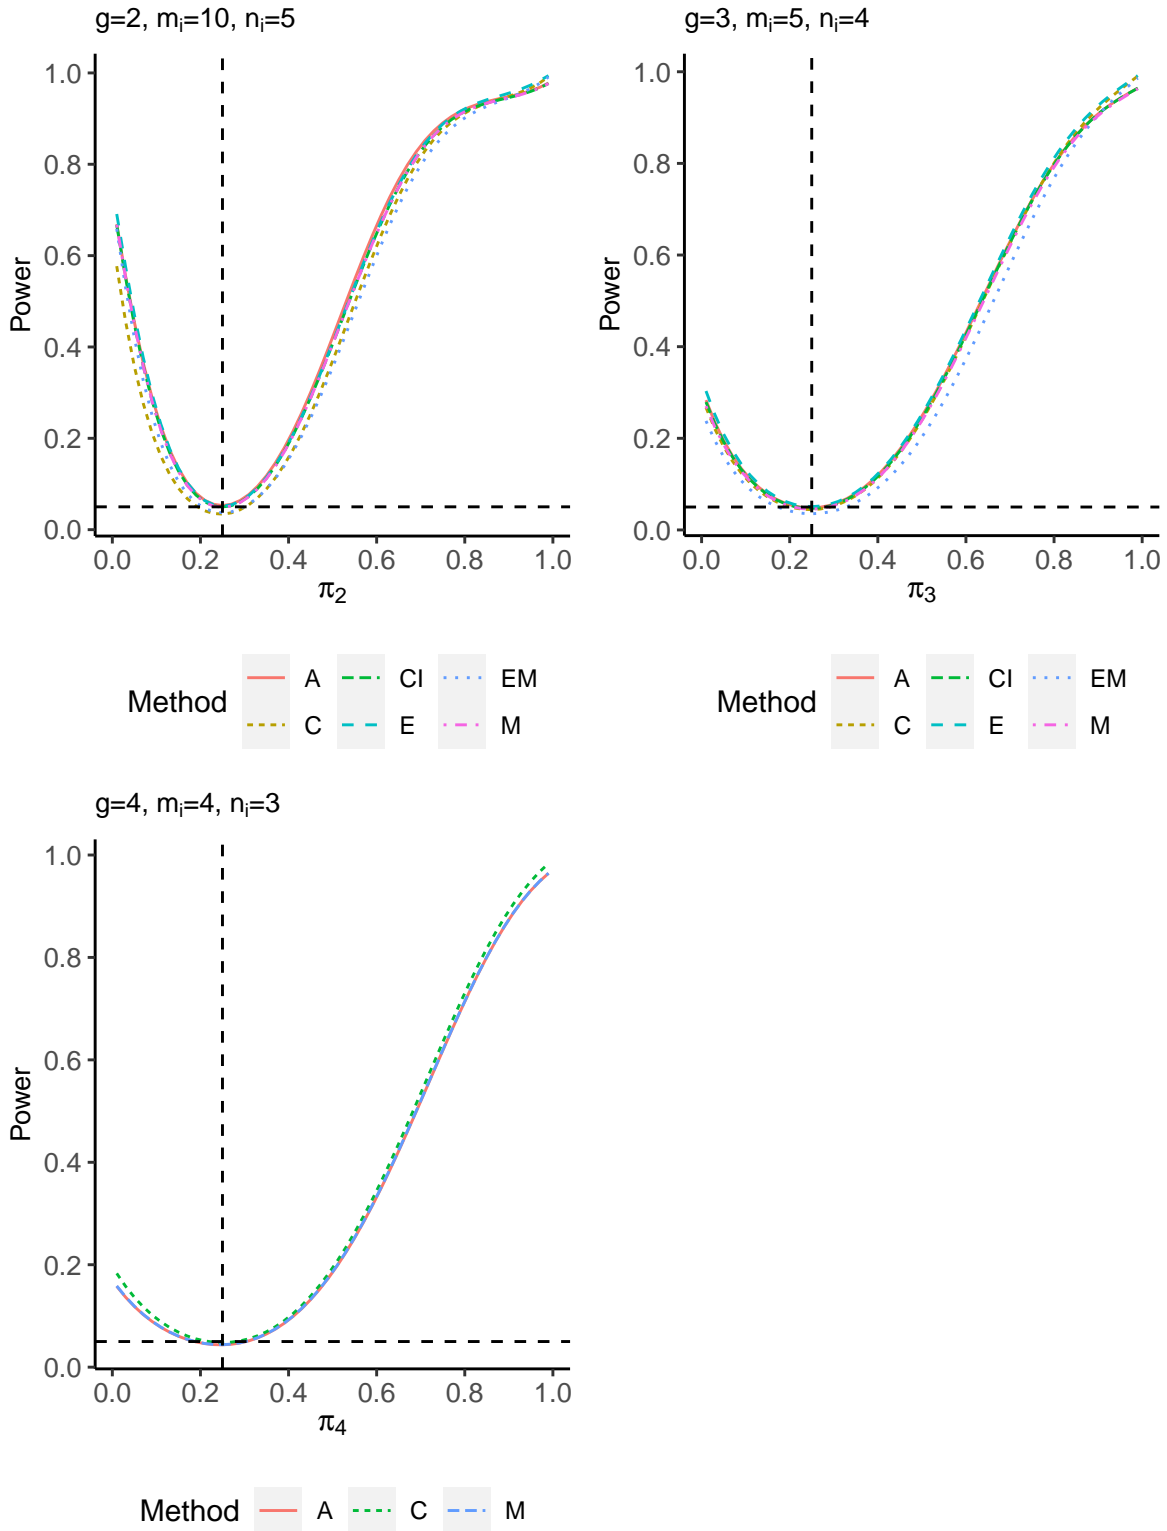 g=2, mᵢ=10, nᵢ=5
Power
1.0
0.8
0.6
0.4
0.2
0.0
0.0 0.2 0.4 0.6 0.8 1.0
π₂
Method A CI EM
C E M
g=3, mᵢ=5, nᵢ=4
Power
1.0
0.8
0.6
0.4
0.2
0.0
0.0 0.2 0.4 0.6 0.8 1.0
π₃
Method A CI EM
C E M
g=4, mᵢ=4, nᵢ=3
Power
1.0
0.8
0.6
0.4
0.2
0.0
0.0 0.2 0.4 0.6 0.8 1.0
π₄
Method A C M